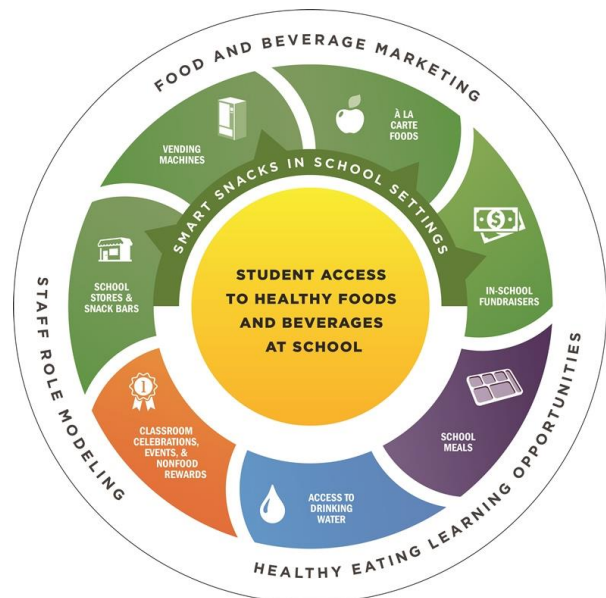 FOOD AND BEVERAGE MARKETING
VENDING
MACHINES
À LA
CARTE
FOODS
SMART SNACKS IN SCHOOL SETTINGS
$
IN-SCHOOL
FUNDRAISERS
SCHOOL
STORES &
SNACK BARS
STUDENT ACCESS
TO HEALTHY FOODS
AND BEVERAGES
AT SCHOOL
1
CLASSROOM
CELEBRATIONS,
EVENTS, &
NONFOOD
REWARDS
ACCESS TO
DRINKING
WATER
SCHOOL
MEALS
STAFF ROLE MODELING
HEALTHY EATING LEARNING OPPORTUNITIES